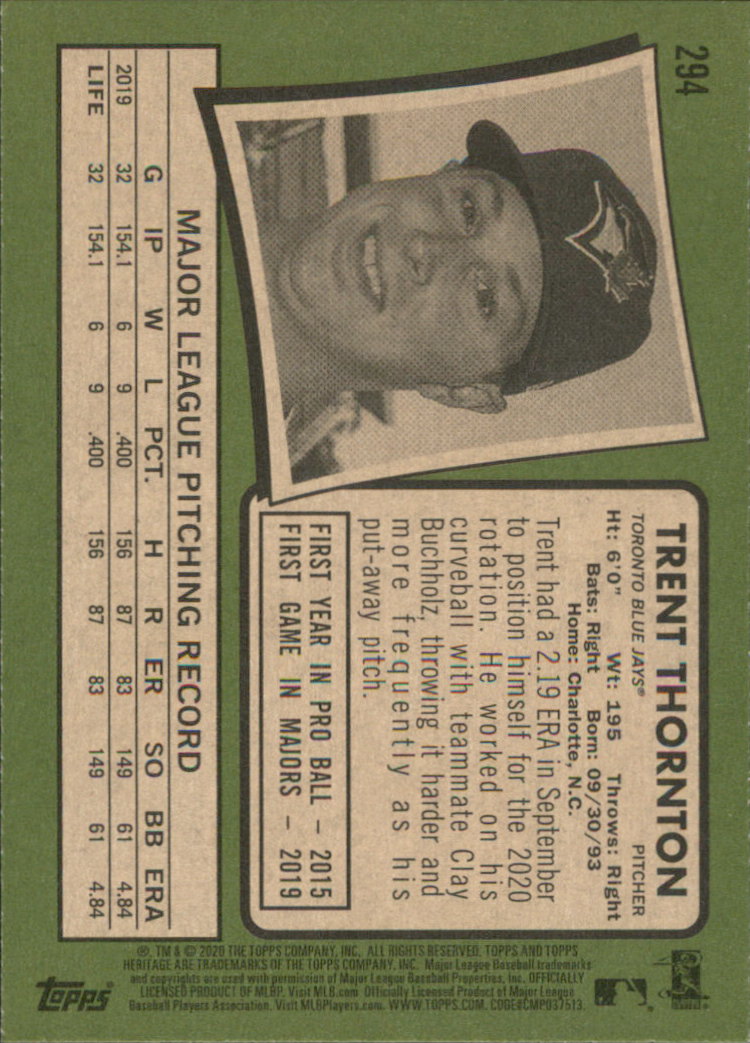 294
TRENT THORNTON
PITCHER
TORONTO BLUE JAYS®
Ht: 6'0" Wt: 195 Throws: Right
Bats: Right Born: 09/30/93
Home: Charlotte, N.C.
Trent had a 2.19 ERA in September
to position himself for the 2020
rotation. He worked on his
curveball with teammate Clay
Buchholz, throwing it harder and
more frequently as his
put-away pitch.
FIRST YEAR IN PRO BALL – 2015
FIRST GAME IN MAJORS – 2019
MAJOR LEAGUE PITCHING RECORD
G IP W L PCT. H R ER SO BB ERA
2019 32 154.1 6 9 .400 156 87 83 149 61 4.84
LIFE 32 154.1 6 9 .400 156 87 83 149 61 4.84
®, TM & © 2020 THE TOPPS COMPANY, INC. ALL RIGHTS RESERVED. TOPPS AND TOPPS
HERITAGE ARE TRADEMARKS OF THE TOPPS COMPANY, INC. Major League Baseball trademarks
and copyrights are used with permission of Major League Baseball Properties, Inc. OFFICIALLY
LICENSED PRODUCT OF MLBP. Visit MLB.com Officially Licensed Product of Major League
Baseball Players Association. Visit MLBPlayers.com. WWW.TOPPS.COM. CODE#CMP037513.
TOPPS